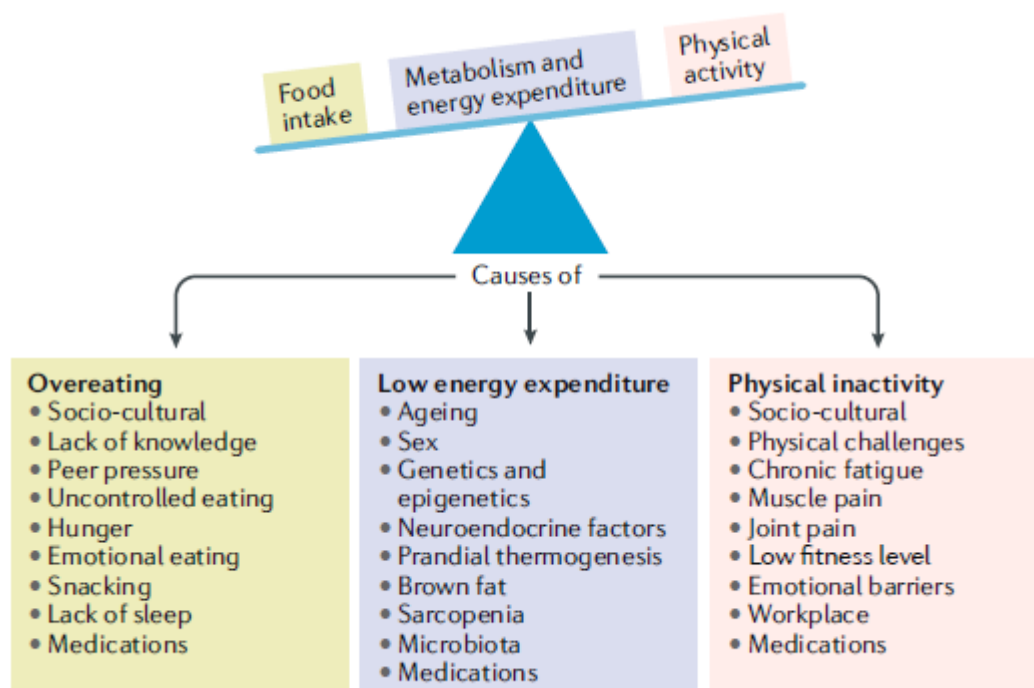 Food
intake
Metabolism and
energy expenditure
Physical
activity
Causes of
Overeating
• Socio-cultural
• Lack of knowledge
• Peer pressure
• Uncontrolled eating
• Hunger
• Emotional eating
• Snacking
• Lack of sleep
• Medications
Low energy expenditure
• Ageing
• Sex
• Genetics and
epigenetics
• Neuroendocrine factors
• Prandial thermogenesis
• Brown fat
• Sarcopenia
• Microbiota
• Medications
Physical inactivity
• Socio-cultural
• Physical challenges
• Chronic fatigue
• Muscle pain
• Joint pain
• Low fitness level
• Emotional barriers
• Workplace
• Medications